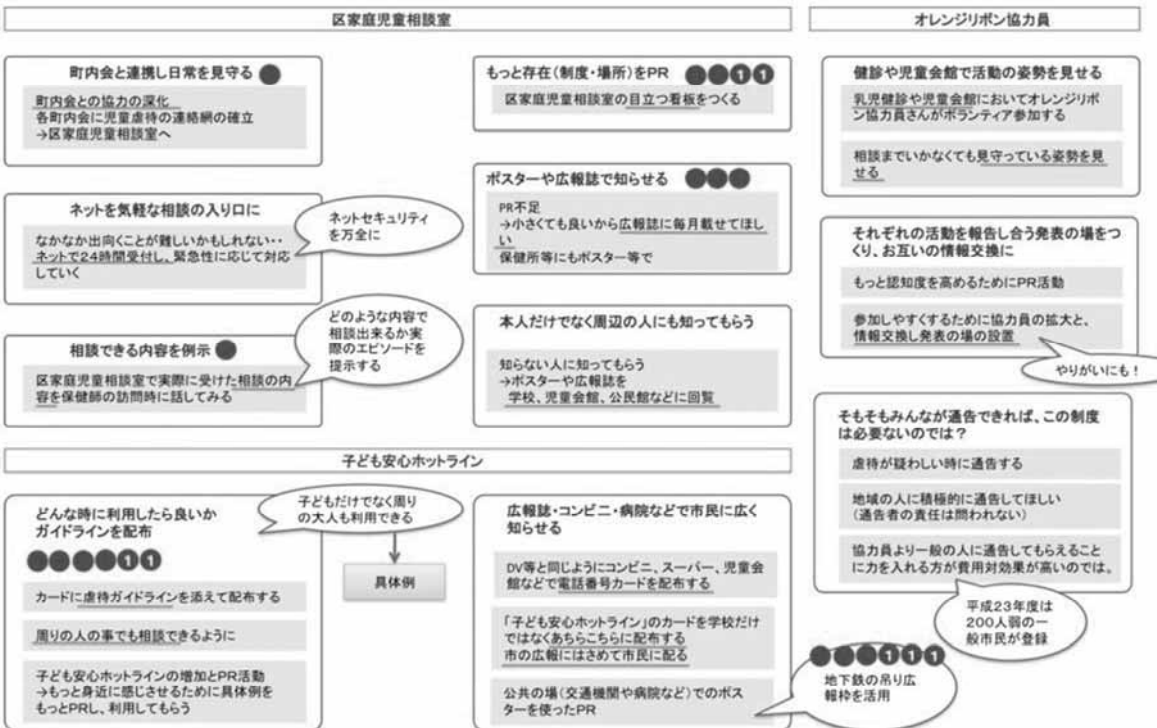 区家庭児童相談室
町内会と連携し日常を見守る
町内会との協力の深化
各町内会に児童虐待の連絡網の確立
→区家庭児童相談室へ
ネットを気軽な相談の入り口に
なかなか出向くことが難しいかもしれない・・
ネットで24時間受付し、緊急性に応じて対応
していく
ネットセキュリティ
を万全に
相談できる内容を例示
区家庭児童相談室で実際に受けた相談の内
容を保健師の訪問時に話してみる
どのような内容で
相談出来るか実
際のエピソードを
提示する
もっと存在(制度・場所)をPR 1 1
区家庭児童相談室の目立つ看板をつくる
ポスターや広報誌で知らせる
PR不足
→小さくても良いから広報誌に毎月載せてほし
い
保健所等にもポスター等で
本人だけでなく周辺の人にも知ってもらう
知らない人に知ってもらう
→ポスターや広報誌を
学校、児童会館、公民館などに回覧
子ども安心ホットライン
どんな時に利用したら良いか
ガイドラインを配布
1 1
カードに虐待ガイドラインを添えて配布する
周りの人の事でも相談できるように
子ども安心ホットラインの増加とPR活動
→もっと身近に感じさせるために具体例を
もっとPRし、利用してもらう
子どもだけでなく周り
の大人も利用できる
具体例
広報誌・コンビニ・病院などで市民に広く
知らせる
DV等と同じようにコンビニ、スーパー、児童会
館などで電話番号カードを配布する
「子ども安心ホットライン」のカードを学校だけ
ではなくあちらこちらに配布する
市の広報にはさめて市民に配る
公共の場(交通機関や病院など)でのポス
ターを使ったPR
1 1 1
地下鉄の吊り広
報枠を活用
オレンジリボン協力員
健診や児童会館で活動の姿勢を見せる
乳児健診や児童会館においてオレンジリボ
ン協力員さんがボランティア参加する
相談までいかなくても見守っている姿勢を見
せる
それぞれの活動を報告し合う発表の場をつ
くり、お互いの情報交換に
もっと認知度を高めるためにPR活動
参加しやすくするために協力員の拡大と、
情報交換し発表の場の設置
やりがいにも!
そもそもみんなが通告できれば、この制度
は必要ないのでは?
虐待が疑わしい時に通告する
地域の人に積極的に通告してほしい
(通告者の責任は問われない)
協力員より一般の人に通告してもらえること
に力を入れる方が費用対効果が高いのでは。
平成23年度は
200人弱の一
般市民が登録